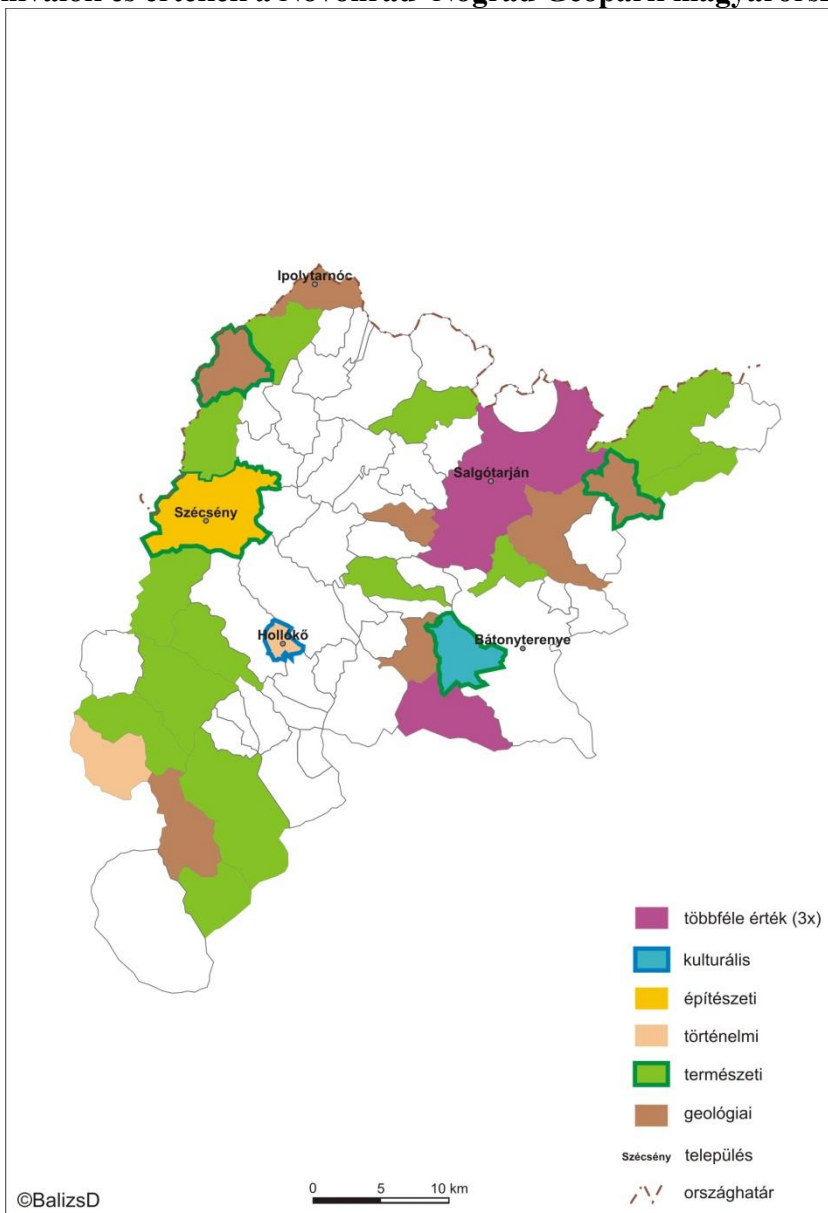 Ipolytarnóc
Salgótarján
Szécsény
Hollókő
Bátonyterenye
többféle érték (3x)
kulturális
építészeti
történelmi
természeti
geológiai
Szécsény település
országhatár
0 5 10 km
©BalizsD